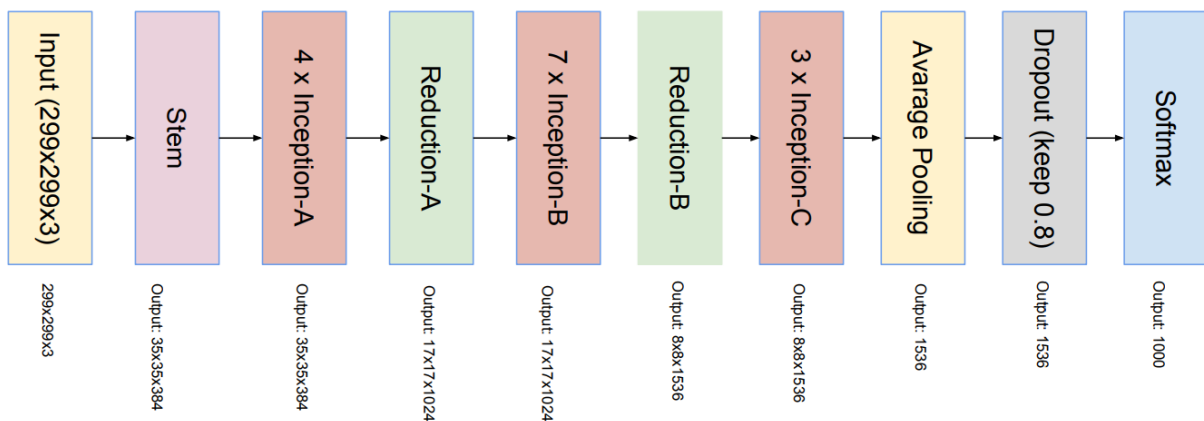 Input (299x299x3)
Stem
4 x Inception-A
Reduction-A
7 x Inception-B
Reduction-B
3 x Inception-C
Avarage Pooling
Dropout (keep 0.8)
Softmax
299x299x3
Output: 35x35x384
Output: 35x35x384
Output: 17x17x1024
Output: 17x17x1024
Output: 8x8x1536
Output: 8x8x1536
Output: 1536
Output: 1536
Output: 1000